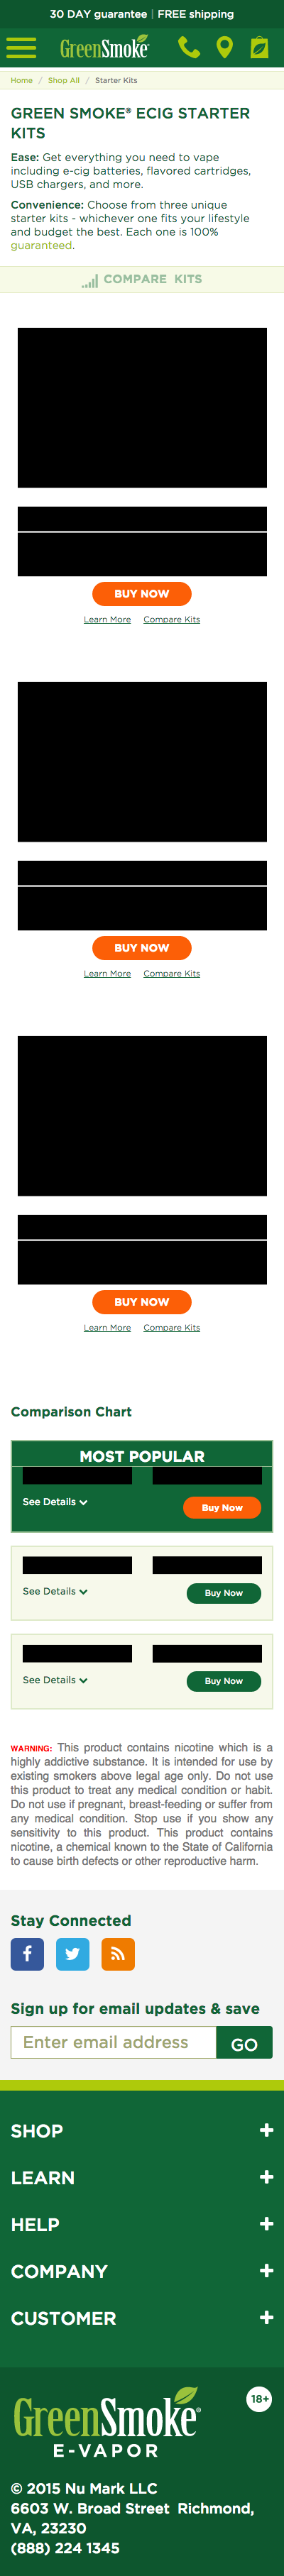 30 DAY guarantee | FREE shipping
GreenSmoke®
Home / Shop All / Starter Kits
GREEN SMOKE® ECIG STARTER
KITS
Ease: Get everything you need to vape
including e-cig batteries, flavored cartridges,
USB chargers, and more.
Convenience: Choose from three unique
starter kits - whichever one fits your lifestyle
and budget the best. Each one is 100%
guaranteed.
COMPARE KITS
BUY NOW
Learn More Compare Kits
BUY NOW
Learn More Compare Kits
BUY NOW
Learn More Compare Kits
Comparison Chart
MOST POPULAR
See Details Buy Now
See Details Buy Now
See Details Buy Now
WARNING: This product contains nicotine which is a
highly addictive substance. It is intended for use by
existing smokers above legal age only. Do not use
this product to treat any medical condition or habit.
Do not use if pregnant, breast-feeding or suffer from
any medical condition. Stop use if you show any
sensitivity to this product. This product contains
nicotine, a chemical known to the State of California
to cause birth defects or other reproductive harm.
Stay Connected
Sign up for email updates & save
Enter email address GO
SHOP +
LEARN +
HELP +
COMPANY +
CUSTOMER +
GreenSmoke® 18+
E-VAPOR
© 2015 Nu Mark LLC
6603 W. Broad Street Richmond,
VA, 23230
(888) 224 1345